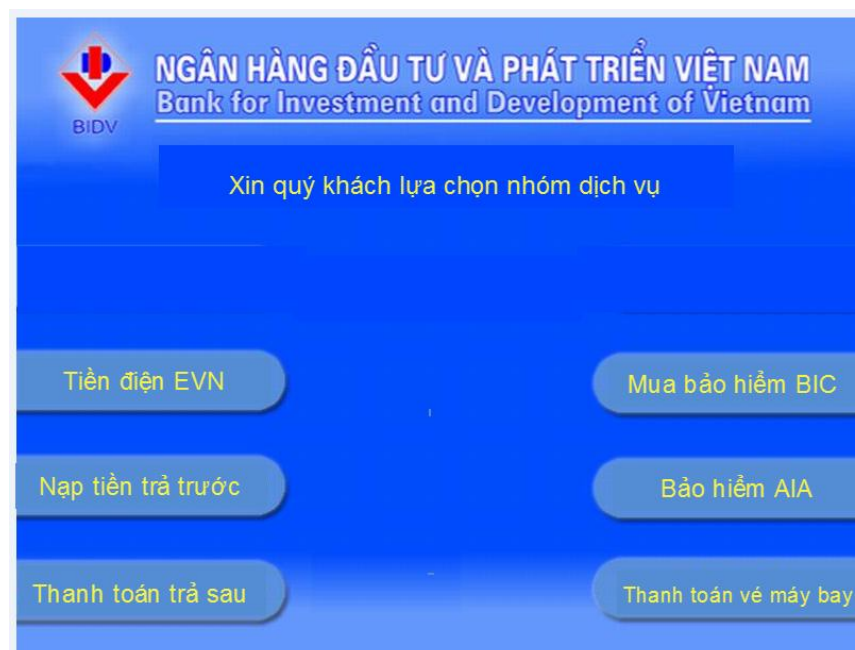 BIDV
NGÂN HÀNG ĐẦU TƯ VÀ PHÁT TRIỂN VIỆT NAM
Bank for Investment and Development of Vietnam
Xin quý khách lựa chọn nhóm dịch vụ
Tiền điện EVN
Mua bảo hiểm BIC
Nạp tiền trả trước
Bảo hiểm AIA
Thanh toán trả sau
Thanh toán vé máy bay